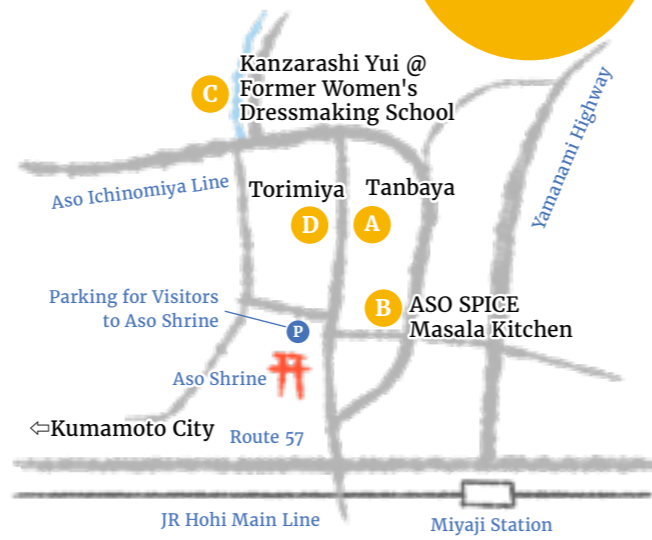 Kanzarashi Yui @
Former Women's
Dressmaking School
C
Yamanami Highway
Aso Ichinomiya Line
Torimiya
Tanbaya
D
A
Parking for Visitors
to Aso Shrine
P
B
ASO SPICE
Masala Kitchen
Aso Shrine
⇦Kumamoto City
Route 57
JR Hohi Main Line
Miyaji Station